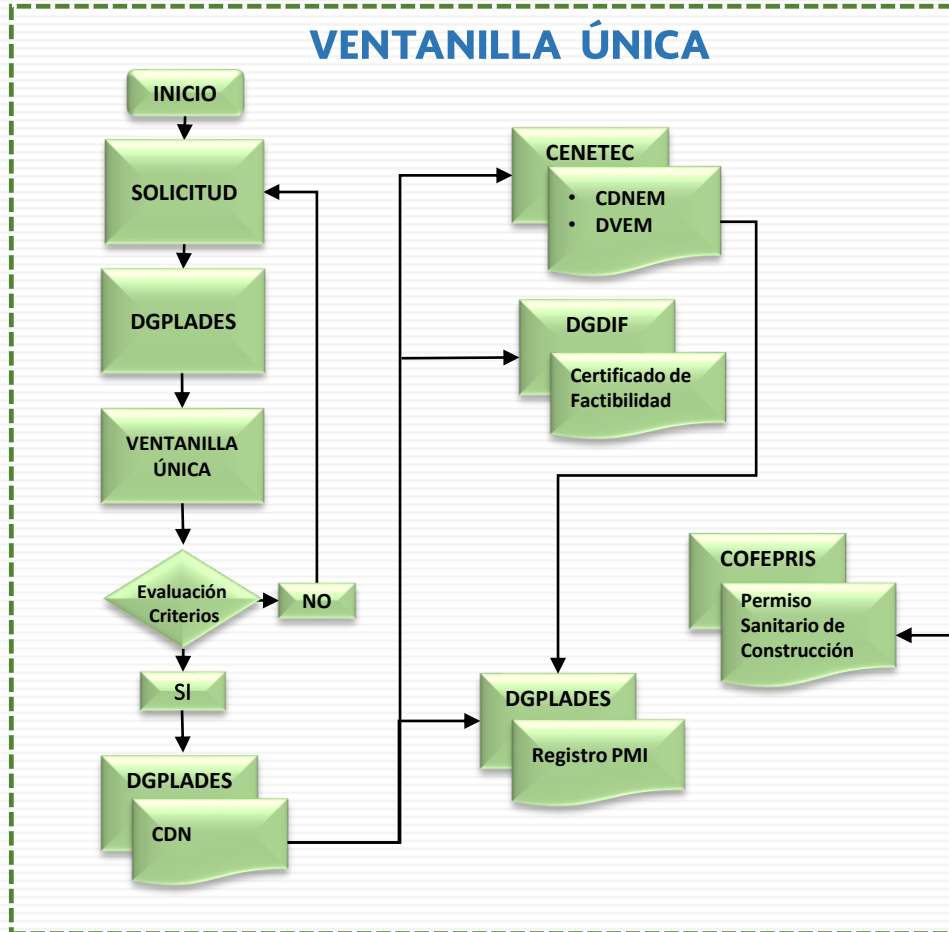 VENTANILLA ÚNICA
INICIO
SOLICITUD
DGPLADES
VENTANILLA
ÚNICA
Evaluación
Criterios
NO
SI
DGPLADES
CDN
CENETEC
• CDNEM
• DVEM
DGDIF
Certificado de
Factibilidad
DGPLADES
Registro PMI
COFEPRIS
Permiso
Sanitario de
Construcción